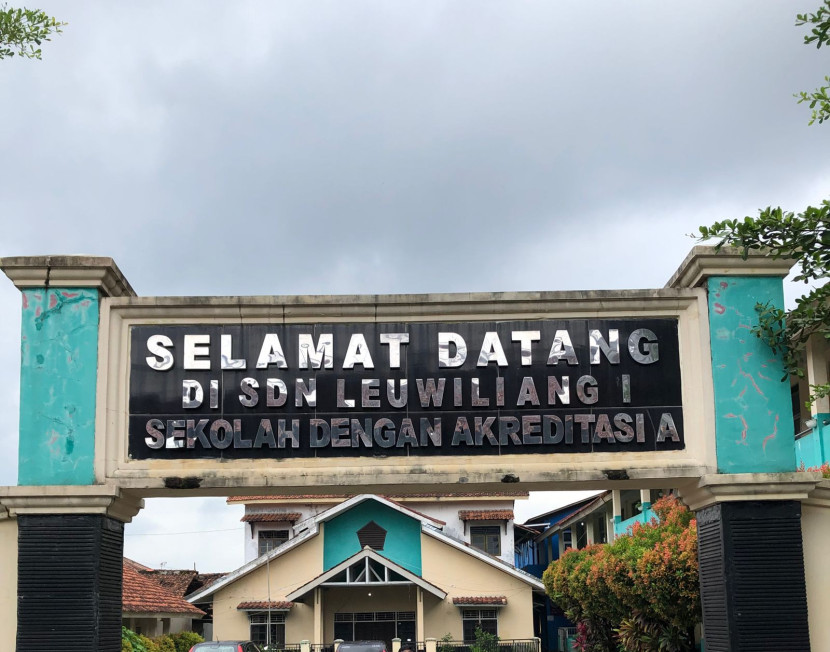 SELAMAT DATANG
DI SDN LEUWILIANG I
SEKOLAH DENGAN AKREDITASI A